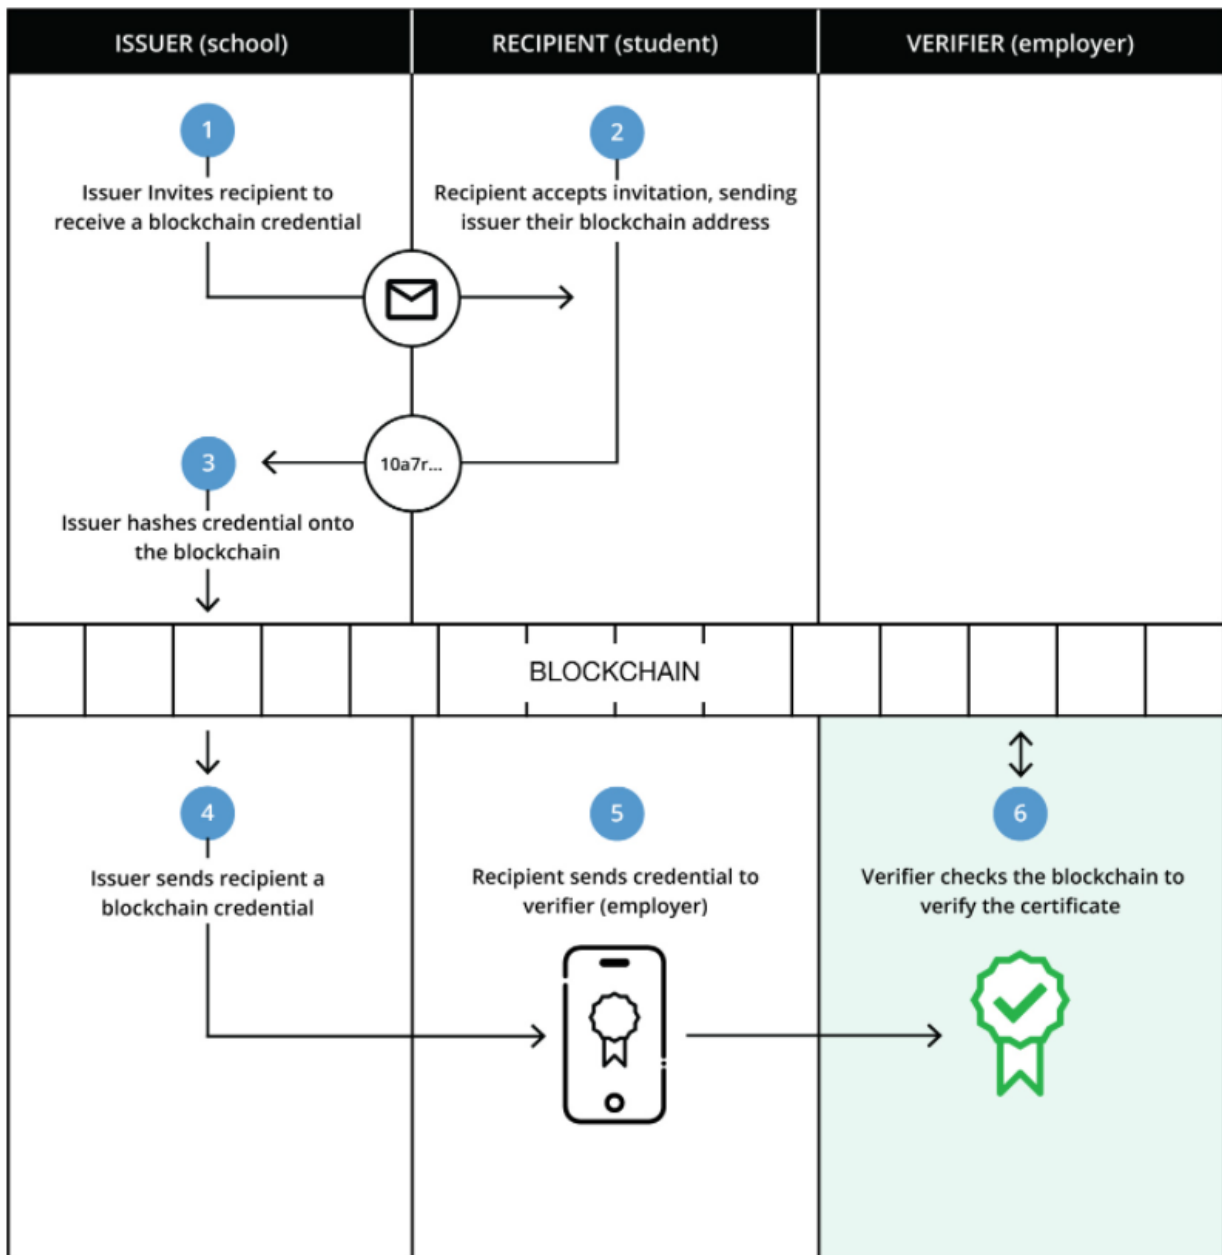 ISSUER (school)
RECIPIENT (student)
VERIFIER (employer)
1
Issuer Invites recipient to
receive a blockchain credential
2
Recipient accepts invitation, sending
issuer their blockchain address
10a7r...
3
Issuer hashes credential onto
the blockchain
BLOCKCHAIN
4
Issuer sends recipient a
blockchain credential
5
Recipient sends credential to
verifier (employer)
6
Verifier checks the blockchain to
verify the certificate